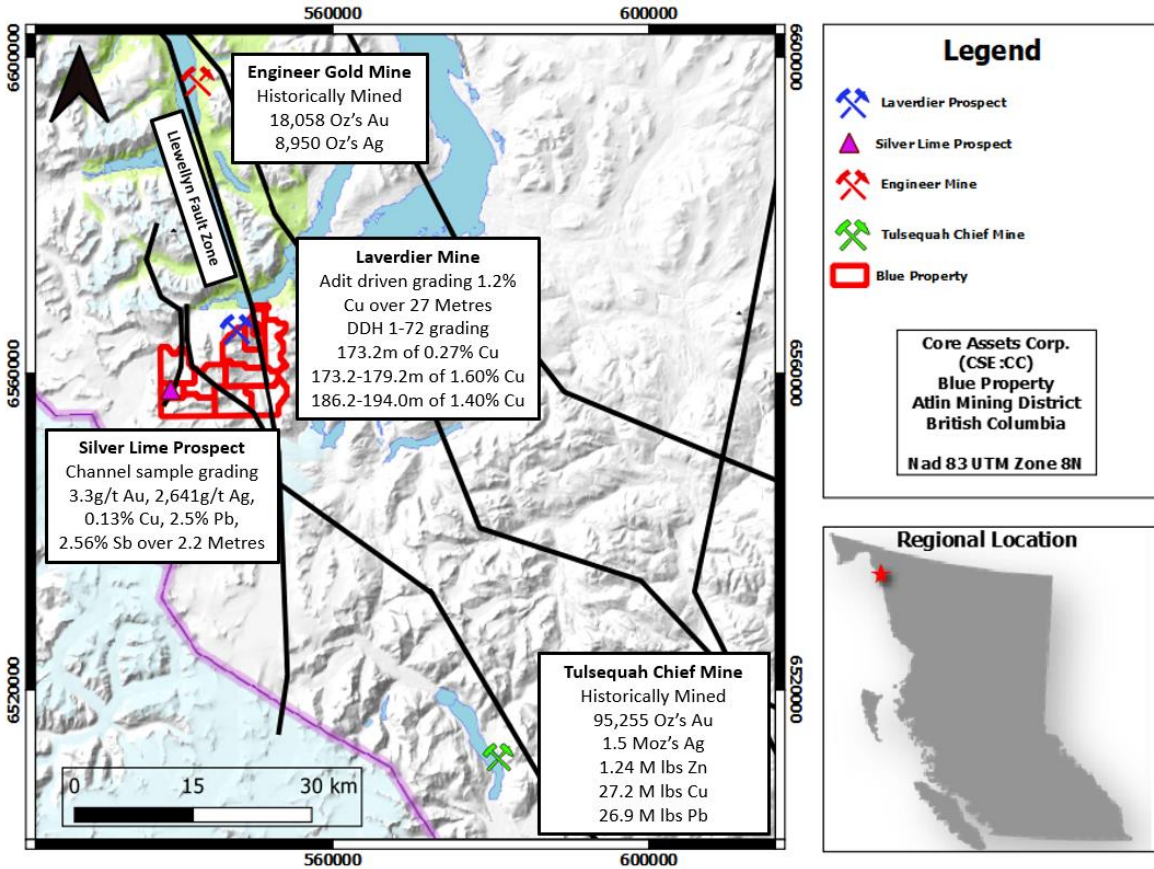 560000
600000
6600000
6600000
Engineer Gold Mine
Historically Mined
18,058 Oz’s Au
8,950 Oz’s Ag
Llewellyn Fault Zone
Laverdier Mine
Adit driven grading 1.2%
Cu over 27 Metres
DDH 1-72 grading
173.2m of 0.27% Cu
173.2-179.2m of 1.60% Cu
186.2-194.0m of 1.40% Cu
6560000
6560000
Silver Lime Prospect
Channel sample grading
3.3g/t Au, 2,641g/t Ag,
0.13% Cu, 2.5% Pb,
2.56% Sb over 2.2 Metres
6520000
6520000
Tulsequah Chief Mine
Historically Mined
95,255 Oz’s Au
1.5 Moz’s Ag
1.24 M lbs Zn
27.2 M lbs Cu
26.9 M lbs Pb
0 15 30 km
560000
600000
Legend
Laverdier Prospect
Silver Lime Prospect
Engineer Mine
Tulsequah Chief Mine
Blue Property
Core Assets Corp.
(CSE:CC)
Blue Property
Atlin Mining District
British Columbia
Nad 83 UTM Zone 8N
Regional Location